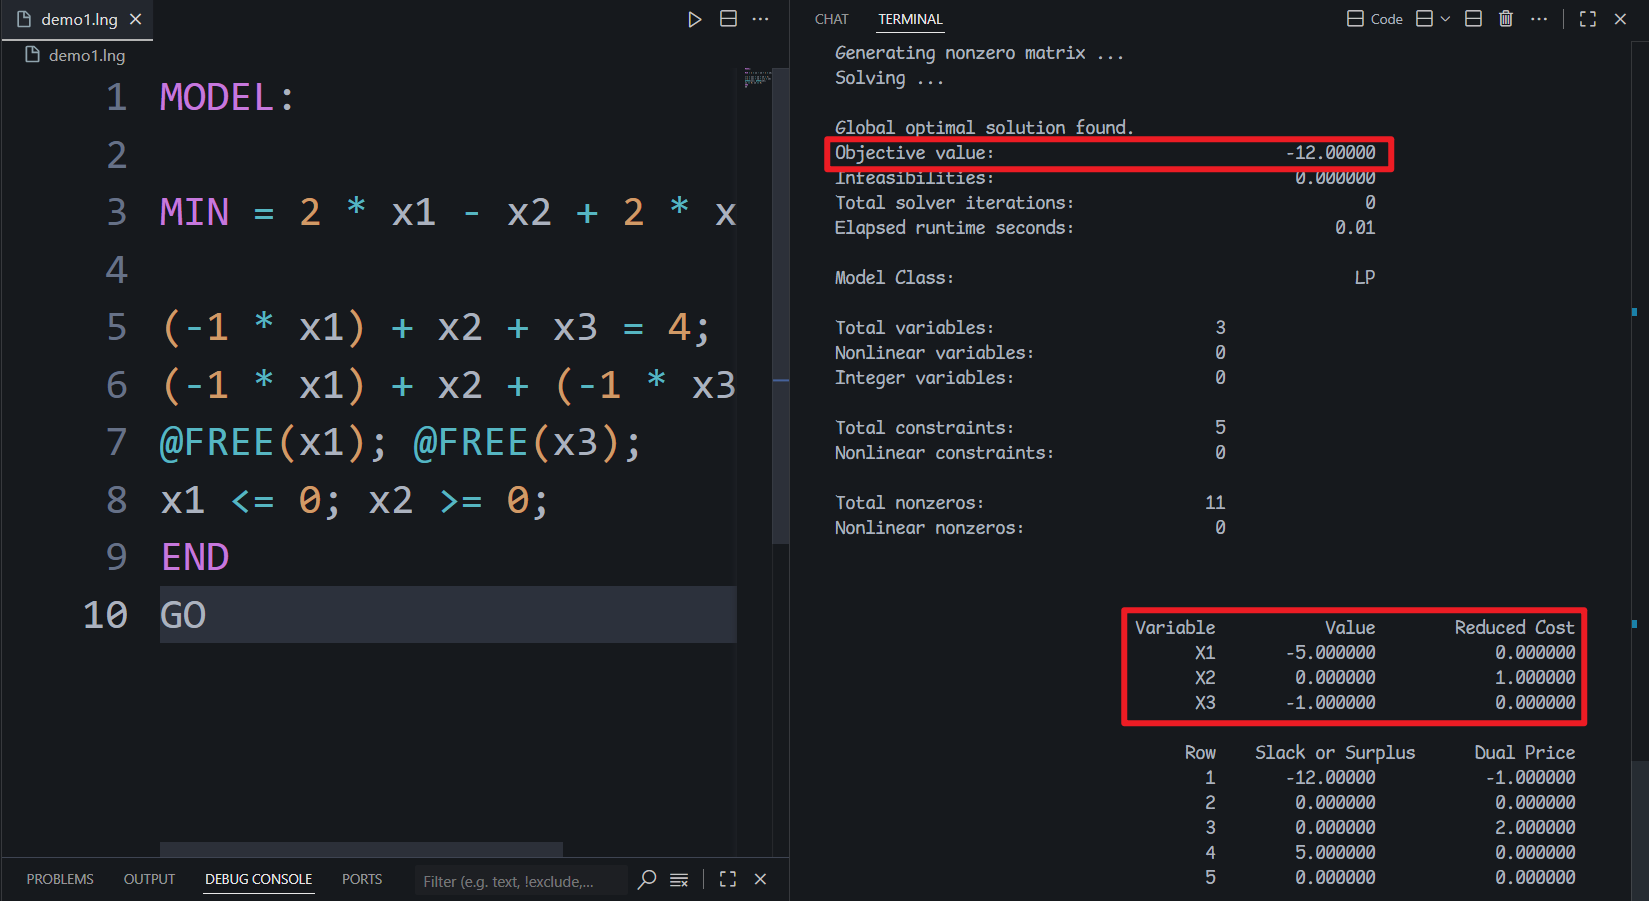 demo1.lng
demo1.lng
1 MODEL:
2
3 MIN = 2 * x1 - x2 + 2 * x
4
5 (-1 * x1) + x2 + x3 = 4;
6 (-1 * x1) + x2 + (-1 * x3
7 @FREE(x1); @FREE(x3);
8 x1 <= 0; x2 >= 0;
9 END
10 GO
PROBLEMS OUTPUT DEBUG CONSOLE PORTS Filter (e.g. text, !exclude,...
CHAT TERMINAL Code
Generating nonzero matrix ...
Solving ...
Global optimal solution found.
Objective value: -12.00000
Infeasibilities: 0.000000
Total solver iterations: 0
Elapsed runtime seconds: 0.01
Model Class: LP
Total variables: 3
Nonlinear variables: 0
Integer variables: 0
Total constraints: 5
Nonlinear constraints: 0
Total nonzeros: 11
Nonlinear nonzeros: 0
Variable Value Reduced Cost
X1 -5.000000 0.000000
X2 0.000000 1.000000
X3 -1.000000 0.000000
Row Slack or Surplus Dual Price
1 -12.00000 -1.000000
2 0.000000 0.000000
3 0.000000 2.000000
4 5.000000 0.000000
5 0.000000 0.000000